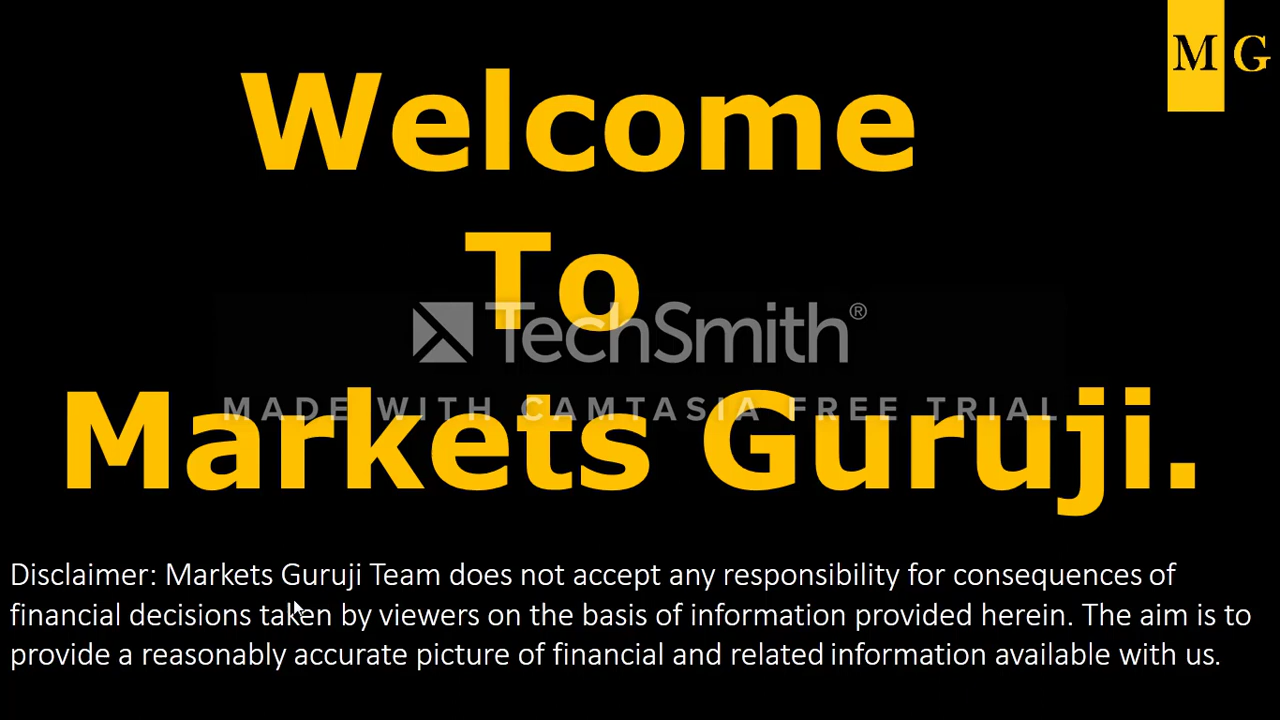 M G
Welcome
To
TechSmith®
MADE WITH CAMTASIA FREE TRIAL
Markets Guruji.
Disclaimer: Markets Guruji Team does not accept any responsibility for consequences of
financial decisions taken by viewers on the basis of information provided herein. The aim is to
provide a reasonably accurate picture of financial and related information available with us.